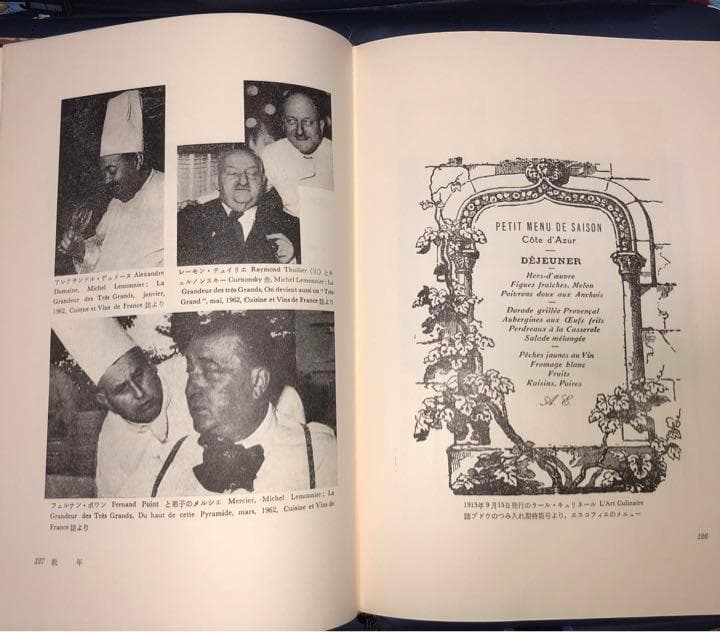 PETIT MENU DE SAISON
Côte d'Azur
DÉJEUNER
Hors-d'œuvre
Figues fraîches, Melon
Poivrons doux aux Anchois
Dorade grillée Provençal
Aubergines aux Œufs frits
Perdreaux à la Casserole
Salade mélangée
Pêches jaunes au Vin
Fromage blanc
Fruits
Raisins, Poires
A. E.
1913年9月15日発行のラール・キュリネール L'Art Culinaire
誌ブドウのつみ入れ期特集号より, エスコフィエのメニュー
126
アレクサンドル・デュメーヌ Alexandre
Dumaine, Michel Lemonnier; La
Grandeur des Très Grands, janvier,
1962, Cuisine et Vins de France 誌より
レーモン・テュイリエ Raymond Thuilier (右) とキ
ュルノンスキー Curnonsky Michel Lemonnier; La
Grandeur des très Grands, On devient aussi un "Très
Grand", mai, 1962, Cuisine et Vins de France 誌より
フェルナン・ポワン Fernand Point と弟子のメルシエ Mercier, Michel Lemonnier; La
Grandeur des Très Grands, Du haut de cette Pyramide, mars, 1962, Cuisine et Vins de
France 誌より
127 晩 年